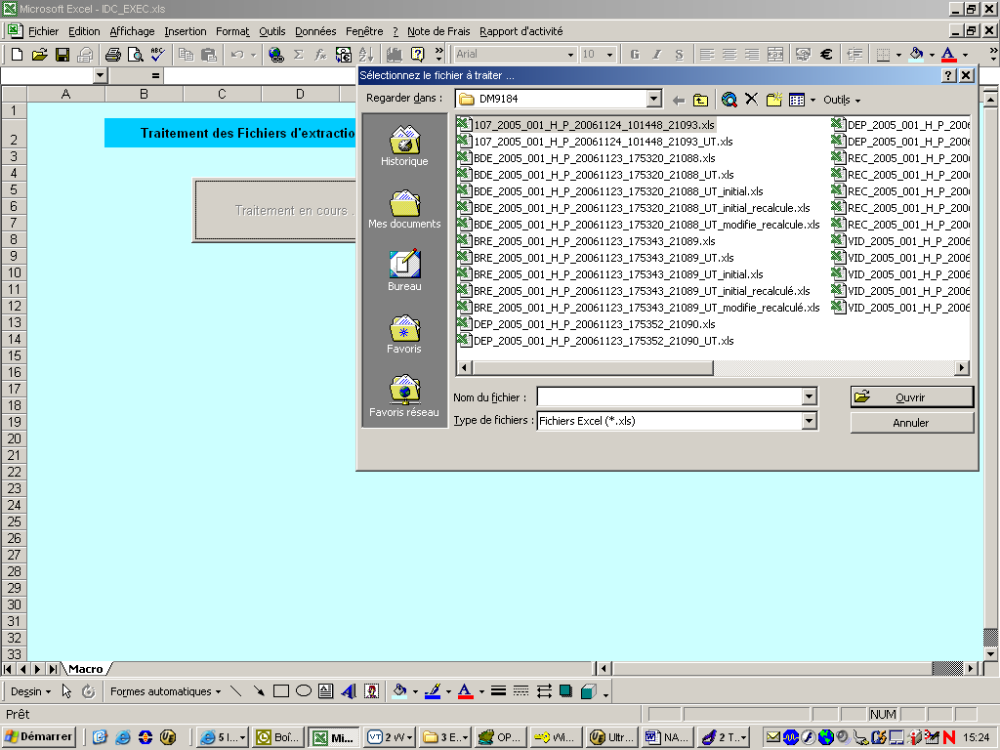 Microsoft Excel - IDC_EXEC.xls
Fichier Edition Affichage Insertion Format Outils Données Fenêtre ? Note de Frais Rapport d'activité
Arial 10 G I S €
=
Sélectionnez le fichier à traiter ...
Regarder dans : DM9184 Outils
A B C D
1
2
3
4
5
6
7
8
9
10
11
12
13
14
15
16
17
18
19
20
21
22
23
24
25
26
27
28
29
30
31
32
33
Traitement des Fichiers d'extractio
Traitement en cours ..
Historique
Mes documents
Bureau
Favoris
Favoris réseau
107_2005_001_H_P_20061124_101448_21093.xls
107_2005_001_H_P_20061124_101448_21093_UT.xls
BDE_2005_001_H_P_20061123_175320_21088.xls
BDE_2005_001_H_P_20061123_175320_21088_UT.xls
BDE_2005_001_H_P_20061123_175320_21088_UT_initial.xls
BDE_2005_001_H_P_20061123_175320_21088_UT_initial_recalcule.xls
BDE_2005_001_H_P_20061123_175320_21088_UT_modifie_recalcule.xls
BRE_2005_001_H_P_20061123_175343_21089.xls
BRE_2005_001_H_P_20061123_175343_21089_UT.xls
BRE_2005_001_H_P_20061123_175343_21089_UT_initial.xls
BRE_2005_001_H_P_20061123_175343_21089_UT_initial_recalculé.xls
BRE_2005_001_H_P_20061123_175343_21089_UT_modifie_recalculé.xls
DEP_2005_001_H_P_20061123_175352_21090.xls
DEP_2005_001_H_P_20061123_175352_21090_UT.xls
DEP_2005_001_H_P_2006
DEP_2005_001_H_P_2006
REC_2005_001_H_P_2006
REC_2005_001_H_P_2006
REC_2005_001_H_P_2006
REC_2005_001_H_P_2006
REC_2005_001_H_P_2006
VID_2005_001_H_P_2006
VID_2005_001_H_P_2006
VID_2005_001_H_P_2006
VID_2005_001_H_P_2006
VID_2005_001_H_P_2006
Nom du fichier :
Ouvrir
Type de fichiers : Fichiers Excel (*.xls)
Annuler
Macro
Dessin Formes automatiques
Prêt NUM
Démarrer 5 I... Boî... Mi... 2 W 3 E.. OP... Wi... Ultr... NA... 2 T... 15:24